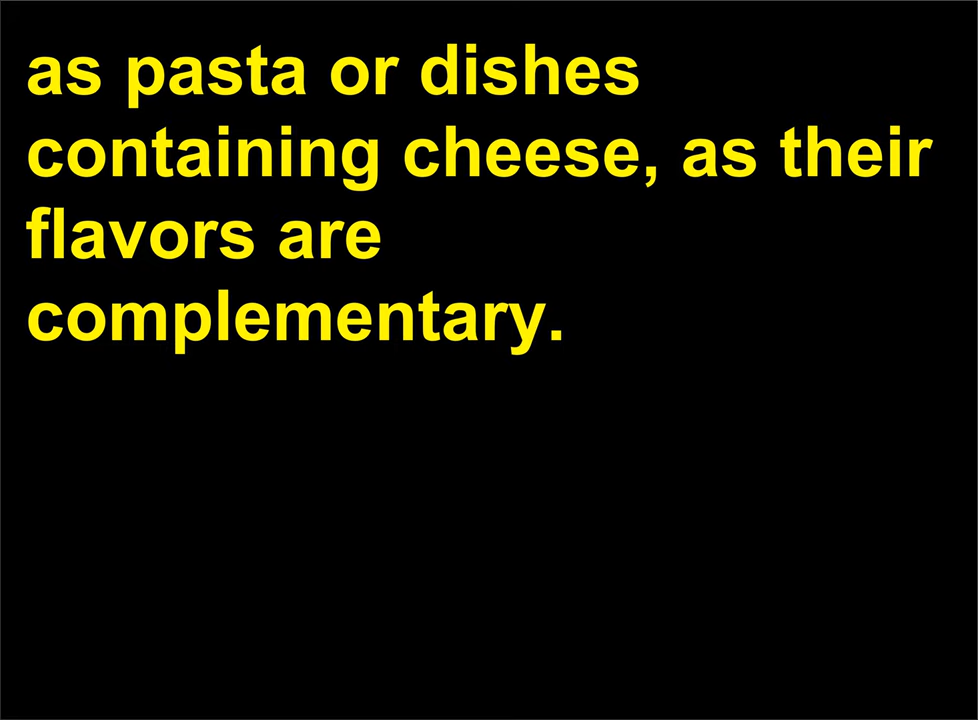 as pasta or dishes
containing cheese, as their
flavors are
complementary.